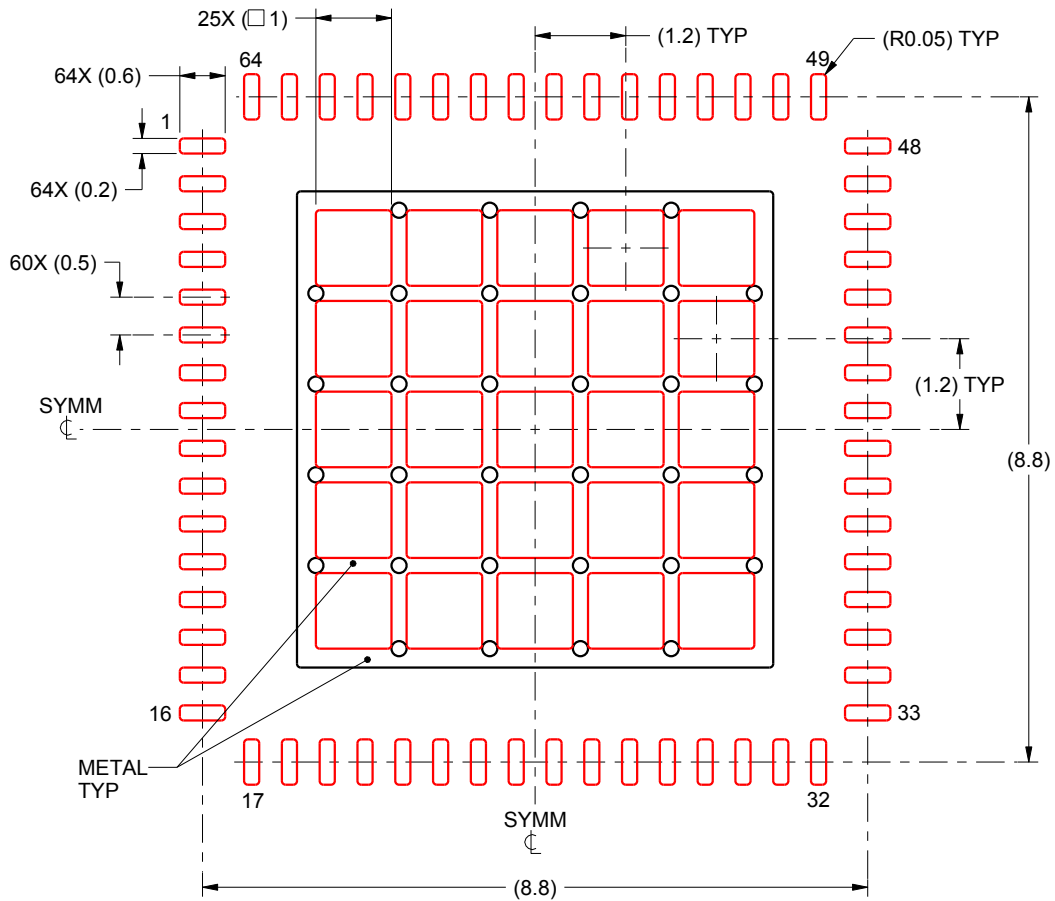 25X (□ 1)
(1.2) TYP
(R0.05) TYP
64X (0.6)
64
49
1
48
64X (0.2)
60X (0.5)
(1.2) TYP
SYMM
℄
(8.8)
16
33
METAL
TYP
17
32
SYMM
℄
(8.8)